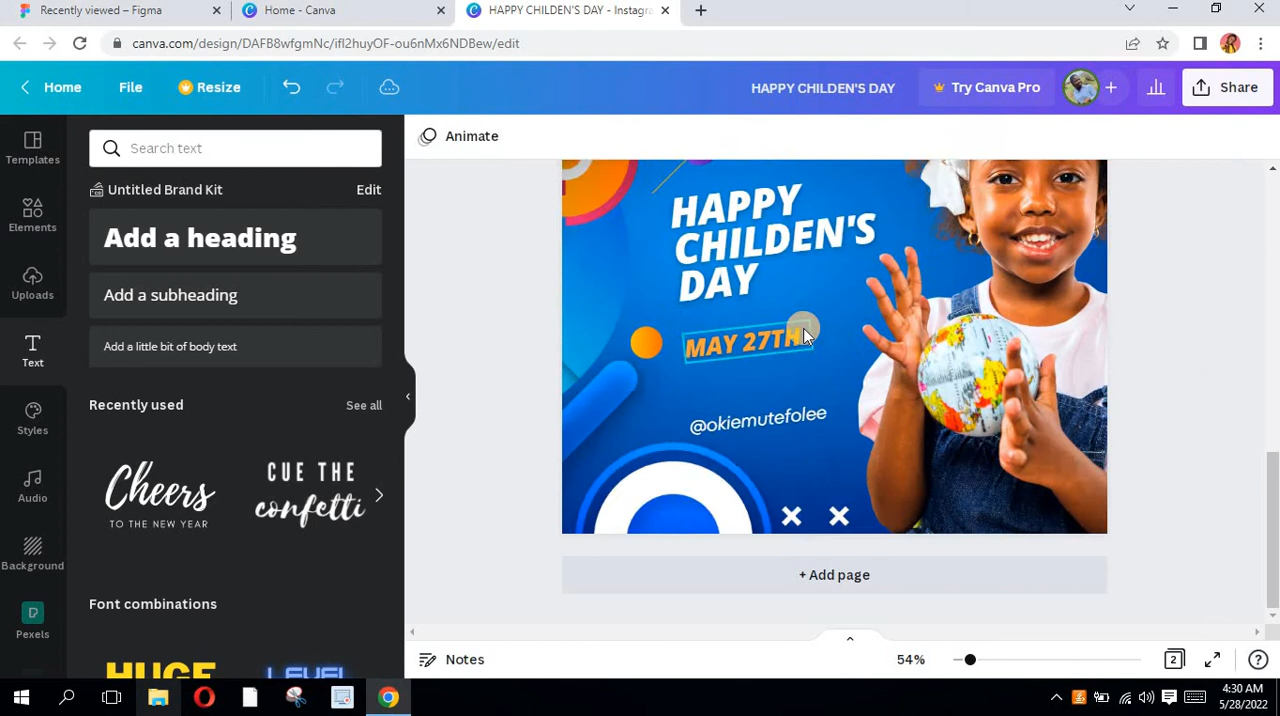 Recently viewed – Figma
Home - Canva
HAPPY CHILDEN'S DAY - Instagra
canva.com/design/DAFB8wfgmNc/ifI2huyOF-ou6nMx6NDBew/edit
Home
File
Resize
HAPPY CHILDEN'S DAY
Try Canva Pro
Share
Templates
Elements
Uploads
Text
Styles
Audio
Background
Pexels
Search text
Untitled Brand Kit
Edit
Add a heading
Add a subheading
Add a little bit of body text
Recently used
See all
Cheers
TO THE NEW YEAR
CUE THE
confetti
Font combinations
HUGE
LEVEL
Animate
HAPPY
CHILDEN'S
DAY
MAY 27TH
@okiemutefolee
+ Add page
Notes
54%
2
4:30 AM
5/28/2022